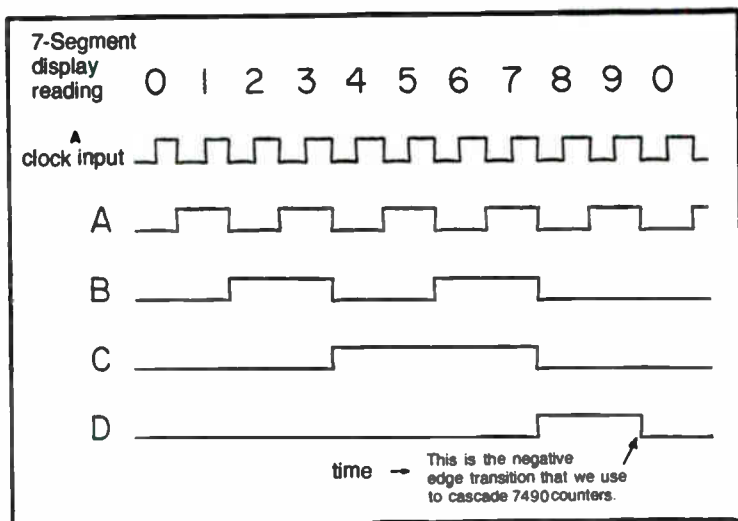 7-Segment
display
reading
0 1 2 3 4 5 6 7 8 9 0
A
clock input
A
B
C
D
time →
This is the negative
edge transition that we use
to cascade 7490 counters.